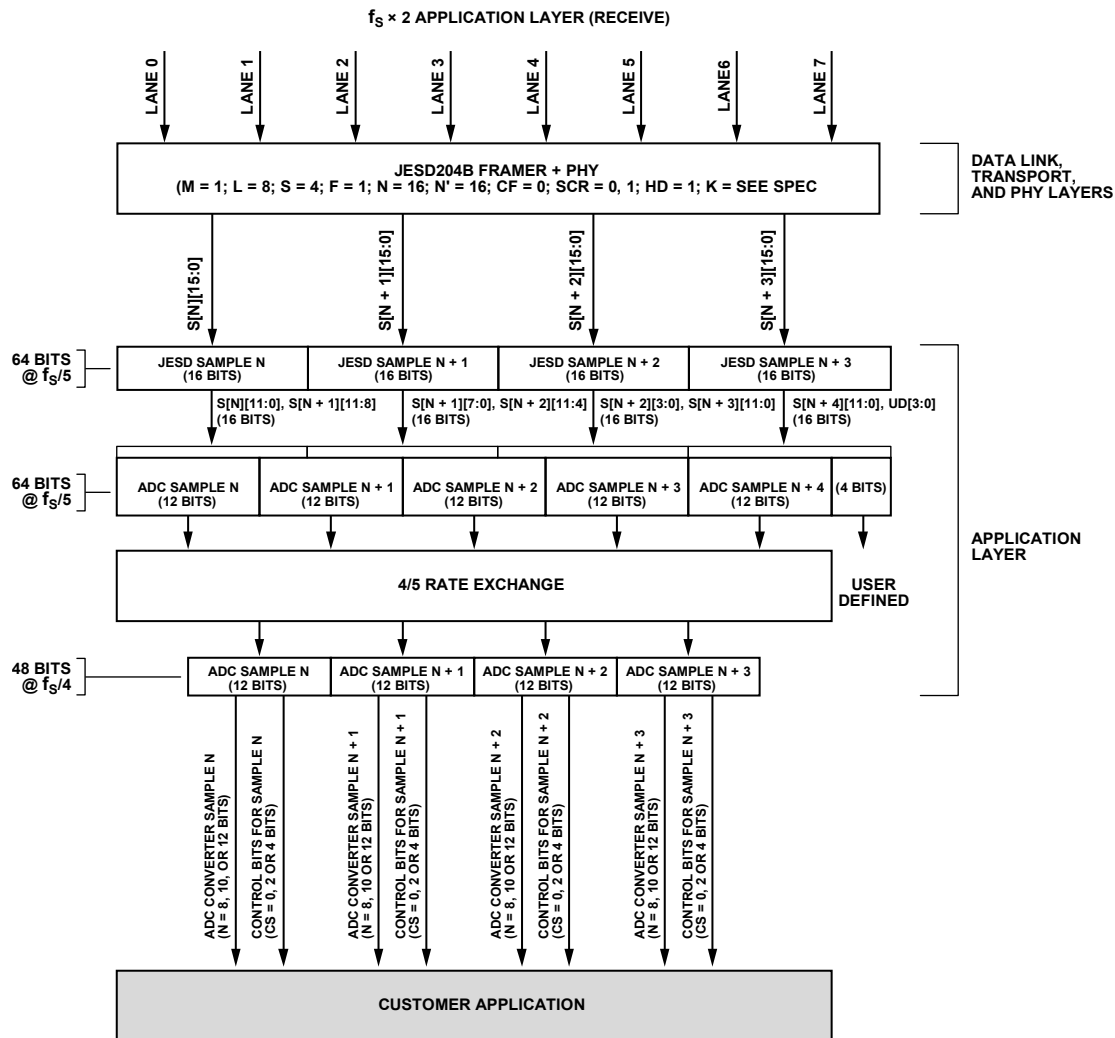 fS × 2 APPLICATION LAYER (RECEIVE)
LANE 0
LANE 1
LANE 2
LANE 3
LANE 4
LANE 5
LANE6
LANE 7
JESD204B FRAMER + PHY
(M = 1; L = 8; S = 4; F = 1; N = 16; N' = 16; CF = 0; SCR = 0, 1; HD = 1; K = SEE SPEC
DATA LINK,
TRANSPORT,
AND PHY LAYERS
S[N][15:0]
S[N + 1][15:0]
S[N + 2][15:0]
S[N + 3][15:0]
64 BITS
@ fS/5
JESD SAMPLE N
(16 BITS)
JESD SAMPLE N + 1
(16 BITS)
JESD SAMPLE N + 2
(16 BITS)
JESD SAMPLE N + 3
(16 BITS)
S[N][11:0], S[N + 1][11:8]
(16 BITS)
S[N + 1][7:0], S[N + 2][11:4]
(16 BITS)
S[N + 2][3:0], S[N + 3][11:0]
(16 BITS)
S[N + 4][11:0], UD[3:0]
(16 BITS)
64 BITS
@ fS/5
ADC SAMPLE N
(12 BITS)
ADC SAMPLE N + 1
(12 BITS)
ADC SAMPLE N + 2
(12 BITS)
ADC SAMPLE N + 3
(12 BITS)
ADC SAMPLE N + 4
(12 BITS)
(4 BITS)
4/5 RATE EXCHANGE
USER
DEFINED
APPLICATION
LAYER
48 BITS
@ fS/4
ADC SAMPLE N
(12 BITS)
ADC SAMPLE N + 1
(12 BITS)
ADC SAMPLE N + 2
(12 BITS)
ADC SAMPLE N + 3
(12 BITS)
ADC CONVERTER SAMPLE N
(N = 8, 10, OR 12 BITS)
CONTROL BITS FOR SAMPLE N
(CS = 0, 2 OR 4 BITS)
ADC CONVERTER SAMPLE N + 1
(N = 8, 10 OR 12 BITS)
CONTROL BITS FOR SAMPLE N + 1
(CS = 0, 2 OR 4 BITS)
ADC CONVERTER SAMPLE N + 2
(N = 8, 10 OR 12 BITS)
CONTROL BITS FOR SAMPLE N + 2
(CS = 0, 2 OR 4 BITS)
ADC CONVERTER SAMPLE N + 3
(N = 8, 10 OR 12 BITS)
CONTROL BITS FOR SAMPLE N + 3
(CS = 0, 2 OR 4 BITS)
CUSTOMER APPLICATION